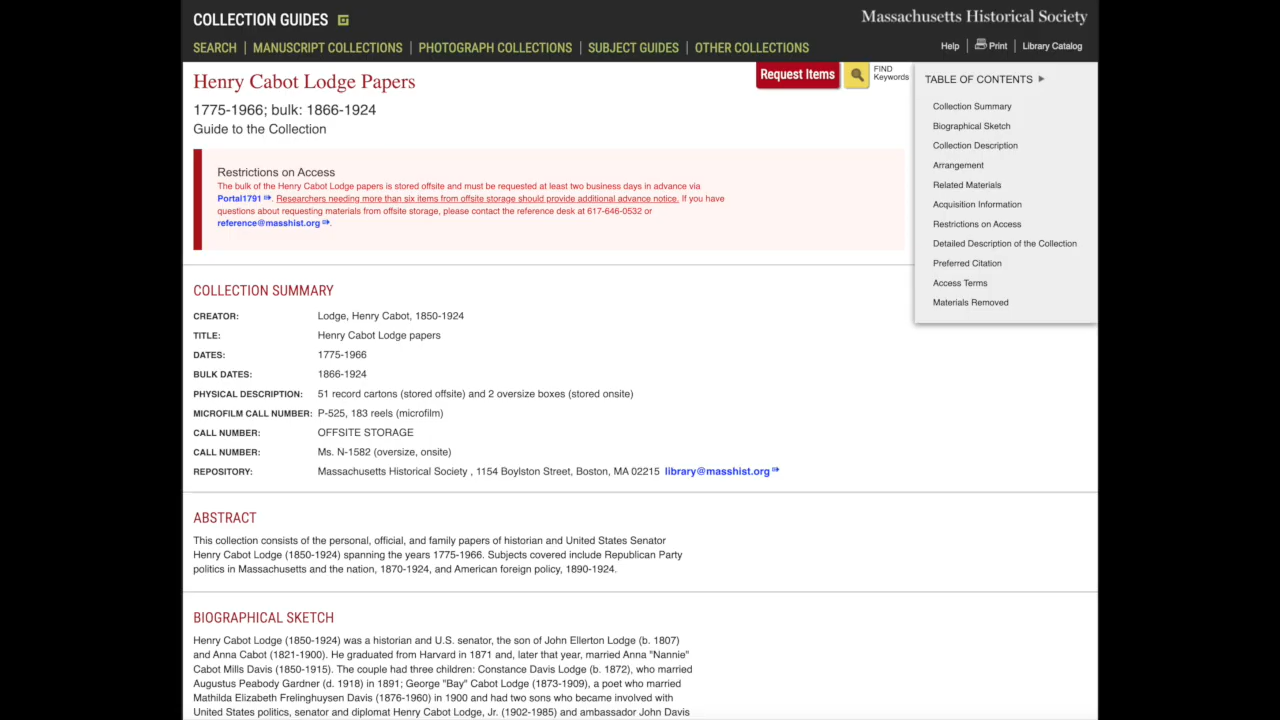 COLLECTION GUIDES
Massachusetts Historical Society
SEARCH | MANUSCRIPT COLLECTIONS | PHOTOGRAPH COLLECTIONS | SUBJECT GUIDES | OTHER COLLECTIONS
Help | Print | Library Catalog
Henry Cabot Lodge Papers
Request Items
FIND
Keywords
1775-1966; bulk: 1866-1924
Guide to the Collection
TABLE OF CONTENTS
Collection Summary
Biographical Sketch
Collection Description
Arrangement
Related Materials
Acquisition Information
Restrictions on Access
Detailed Description of the Collection
Preferred Citation
Access Terms
Materials Removed
Restrictions on Access
The bulk of the Henry Cabot Lodge papers is stored offsite and must be requested at least two business days in advance via
Portal1791. Researchers needing more than six items from offsite storage should provide additional advance notice. If you have
questions about requesting materials from offsite storage, please contact the reference desk at 617-646-0532 or
reference@masshist.org.
COLLECTION SUMMARY
CREATOR: Lodge, Henry Cabot, 1850-1924
TITLE: Henry Cabot Lodge papers
DATES: 1775-1966
BULK DATES: 1866-1924
PHYSICAL DESCRIPTION: 51 record cartons (stored offsite) and 2 oversize boxes (stored onsite)
MICROFILM CALL NUMBER: P-525, 183 reels (microfilm)
CALL NUMBER: OFFSITE STORAGE
CALL NUMBER: Ms. N-1582 (oversize, onsite)
REPOSITORY: Massachusetts Historical Society , 1154 Boylston Street, Boston, MA 02215 library@masshist.org
ABSTRACT
This collection consists of the personal, official, and family papers of historian and United States Senator
Henry Cabot Lodge (1850-1924) spanning the years 1775-1966. Subjects covered include Republican Party
politics in Massachusetts and the nation, 1870-1924, and American foreign policy, 1890-1924.
BIOGRAPHICAL SKETCH
Henry Cabot Lodge (1850-1924) was a historian and U.S. senator, the son of John Ellerton Lodge (b. 1807)
and Anna Cabot (1821-1900). He graduated from Harvard in 1871 and, later that year, married Anna "Nannie"
Cabot Mills Davis (1850-1915). The couple had three children: Constance Davis Lodge (b. 1872), who married
Augustus Peabody Gardner (d. 1918) in 1891; George "Bay" Cabot Lodge (1873-1909), a poet who married
Mathilda Elizabeth Frelinghuysen Davis (1876-1960) in 1900 and had two sons who became involved with
United States politics, senator and diplomat Henry Cabot Lodge, Jr. (1902-1985) and ambassador John Davis